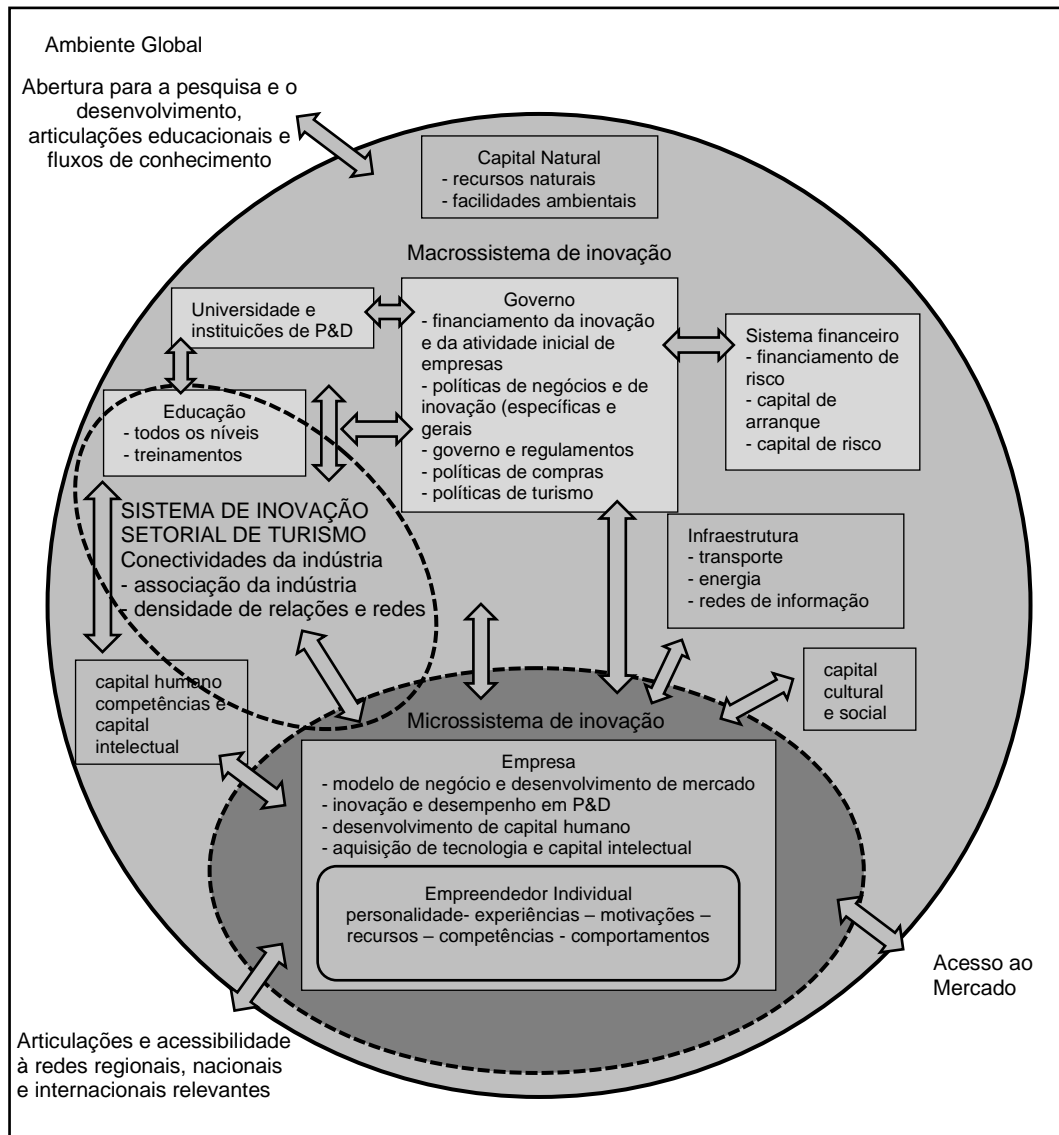 Ambiente Global
Abertura para a pesquisa e o
desenvolvimento,
articulações educacionais e
fluxos de conhecimento
Capital Natural
- recursos naturais
- facilidades ambientais
Macrossistema de inovação
Universidade e
instituicões de P&D
Governo
- financiamento da inovação
e da atividade inicial de
empresas
- políticas de negócios e de
inovação (específicas e
gerais
- governo e regulamentos
- políticas de compras
- políticas de turismo
Sistema financeiro
- financiamento de
risco
- capital de
arranque
- capital de risco
Educação
- todos os níveis
- treinamentos
SISTEMA DE INOVAÇÃO
SETORIAL DE TURISMO
Conectividades da indústria
- associação da indústria
- densidade de relações e redes
Infraestrutura
- transporte
- energia
- redes de informação
capital humano
competências e
capital
intelectual
capital
cultural
e social
Microssistema de inovação
Empresa
- modelo de negócio e desenvolvimento de mercado
- inovação e desempenho em P&D
- desenvolvimento de capital humano
- aquisição de tecnologia e capital intelectual
Empreendedor Individual
personalidade- experiências – motivações –
recursos – competências - comportamentos
Acesso ao
Mercado
Articulações e acessibilidade
à redes regionais, nacionais
e internacionais relevantes